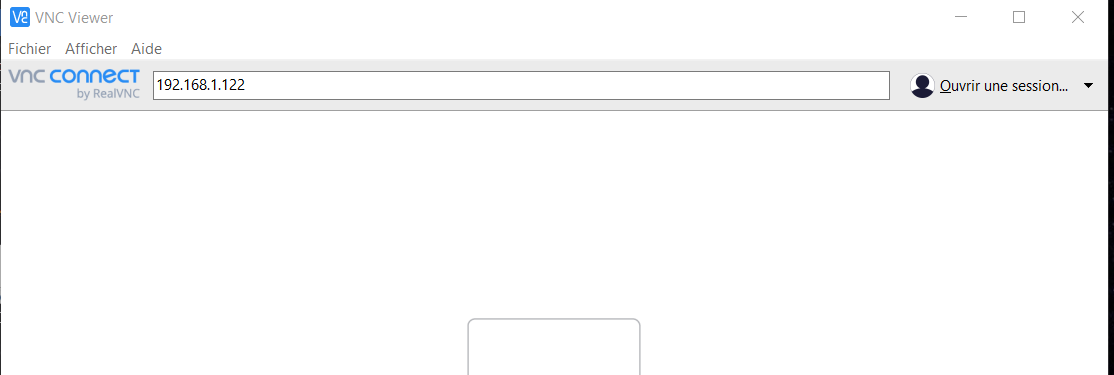 VNC Viewer
Fichier Afficher Aide
vnc connect
by RealVNC
192.168.1.122
Ouvrir une session...